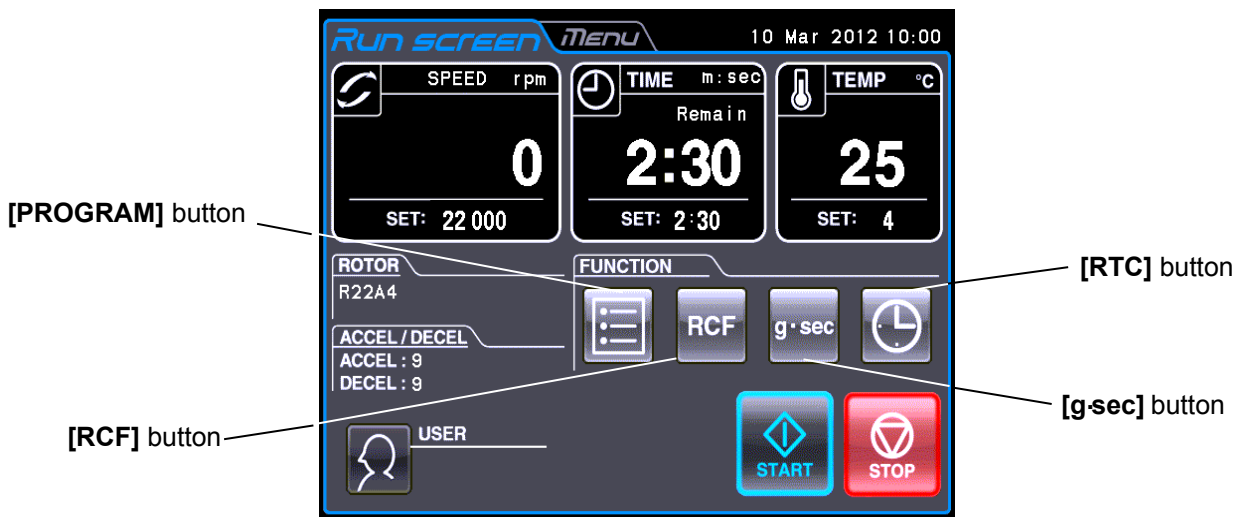 Run screen Menu 10 Mar 2012 10:00
SPEED rpm
0
SET: 22 000
TIME m:sec
Remain
2:30
SET: 2:30
TEMP °C
25
SET: 4
[PROGRAM] button
ROTOR
R22A4
FUNCTION
[RTC] button
RCF
g·sec
ACCEL / DECEL
ACCEL : 9
DECEL : 9
[g·sec] button
[RCF] button
USER
START
STOP